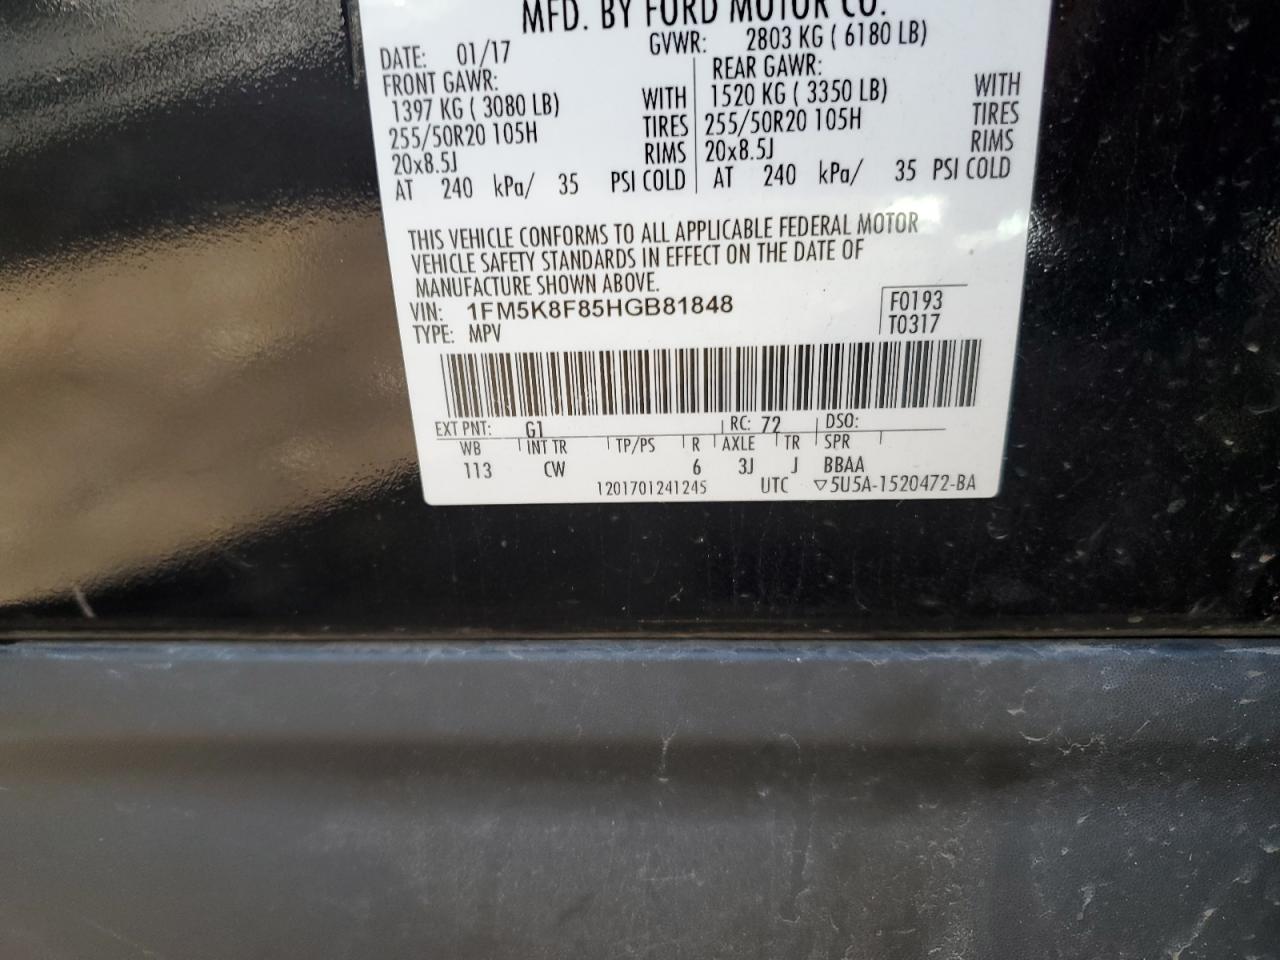 MFD. BY FORD MOTOR CO.
DATE: 01/17 GVWR: 2803 KG ( 6180 LB)
FRONT GAWR: REAR GAWR:
1397 KG ( 3080 LB) WITH 1520 KG ( 3350 LB) WITH
255/50R20 105H TIRES 255/50R20 105H TIRES
20x8.5J RIMS 20x8.5J RIMS
AT 240 kPa/ 35 PSI COLD AT 240 kPa/ 35 PSI COLD
THIS VEHICLE CONFORMS TO ALL APPLICABLE FEDERAL MOTOR
VEHICLE SAFETY STANDARDS IN EFFECT ON THE DATE OF
MANUFACTURE SHOWN ABOVE.
VIN: 1FM5K8F85HGB81848 F0193
TYPE: MPV T0317
EXT PNT: G1 RC: 72 DSO:
WB INT TR TP/PS R AXLE TR SPR
113 CW 6 3J J BBAA
1201701241245 UTC ▽5U5A-1520472-BA